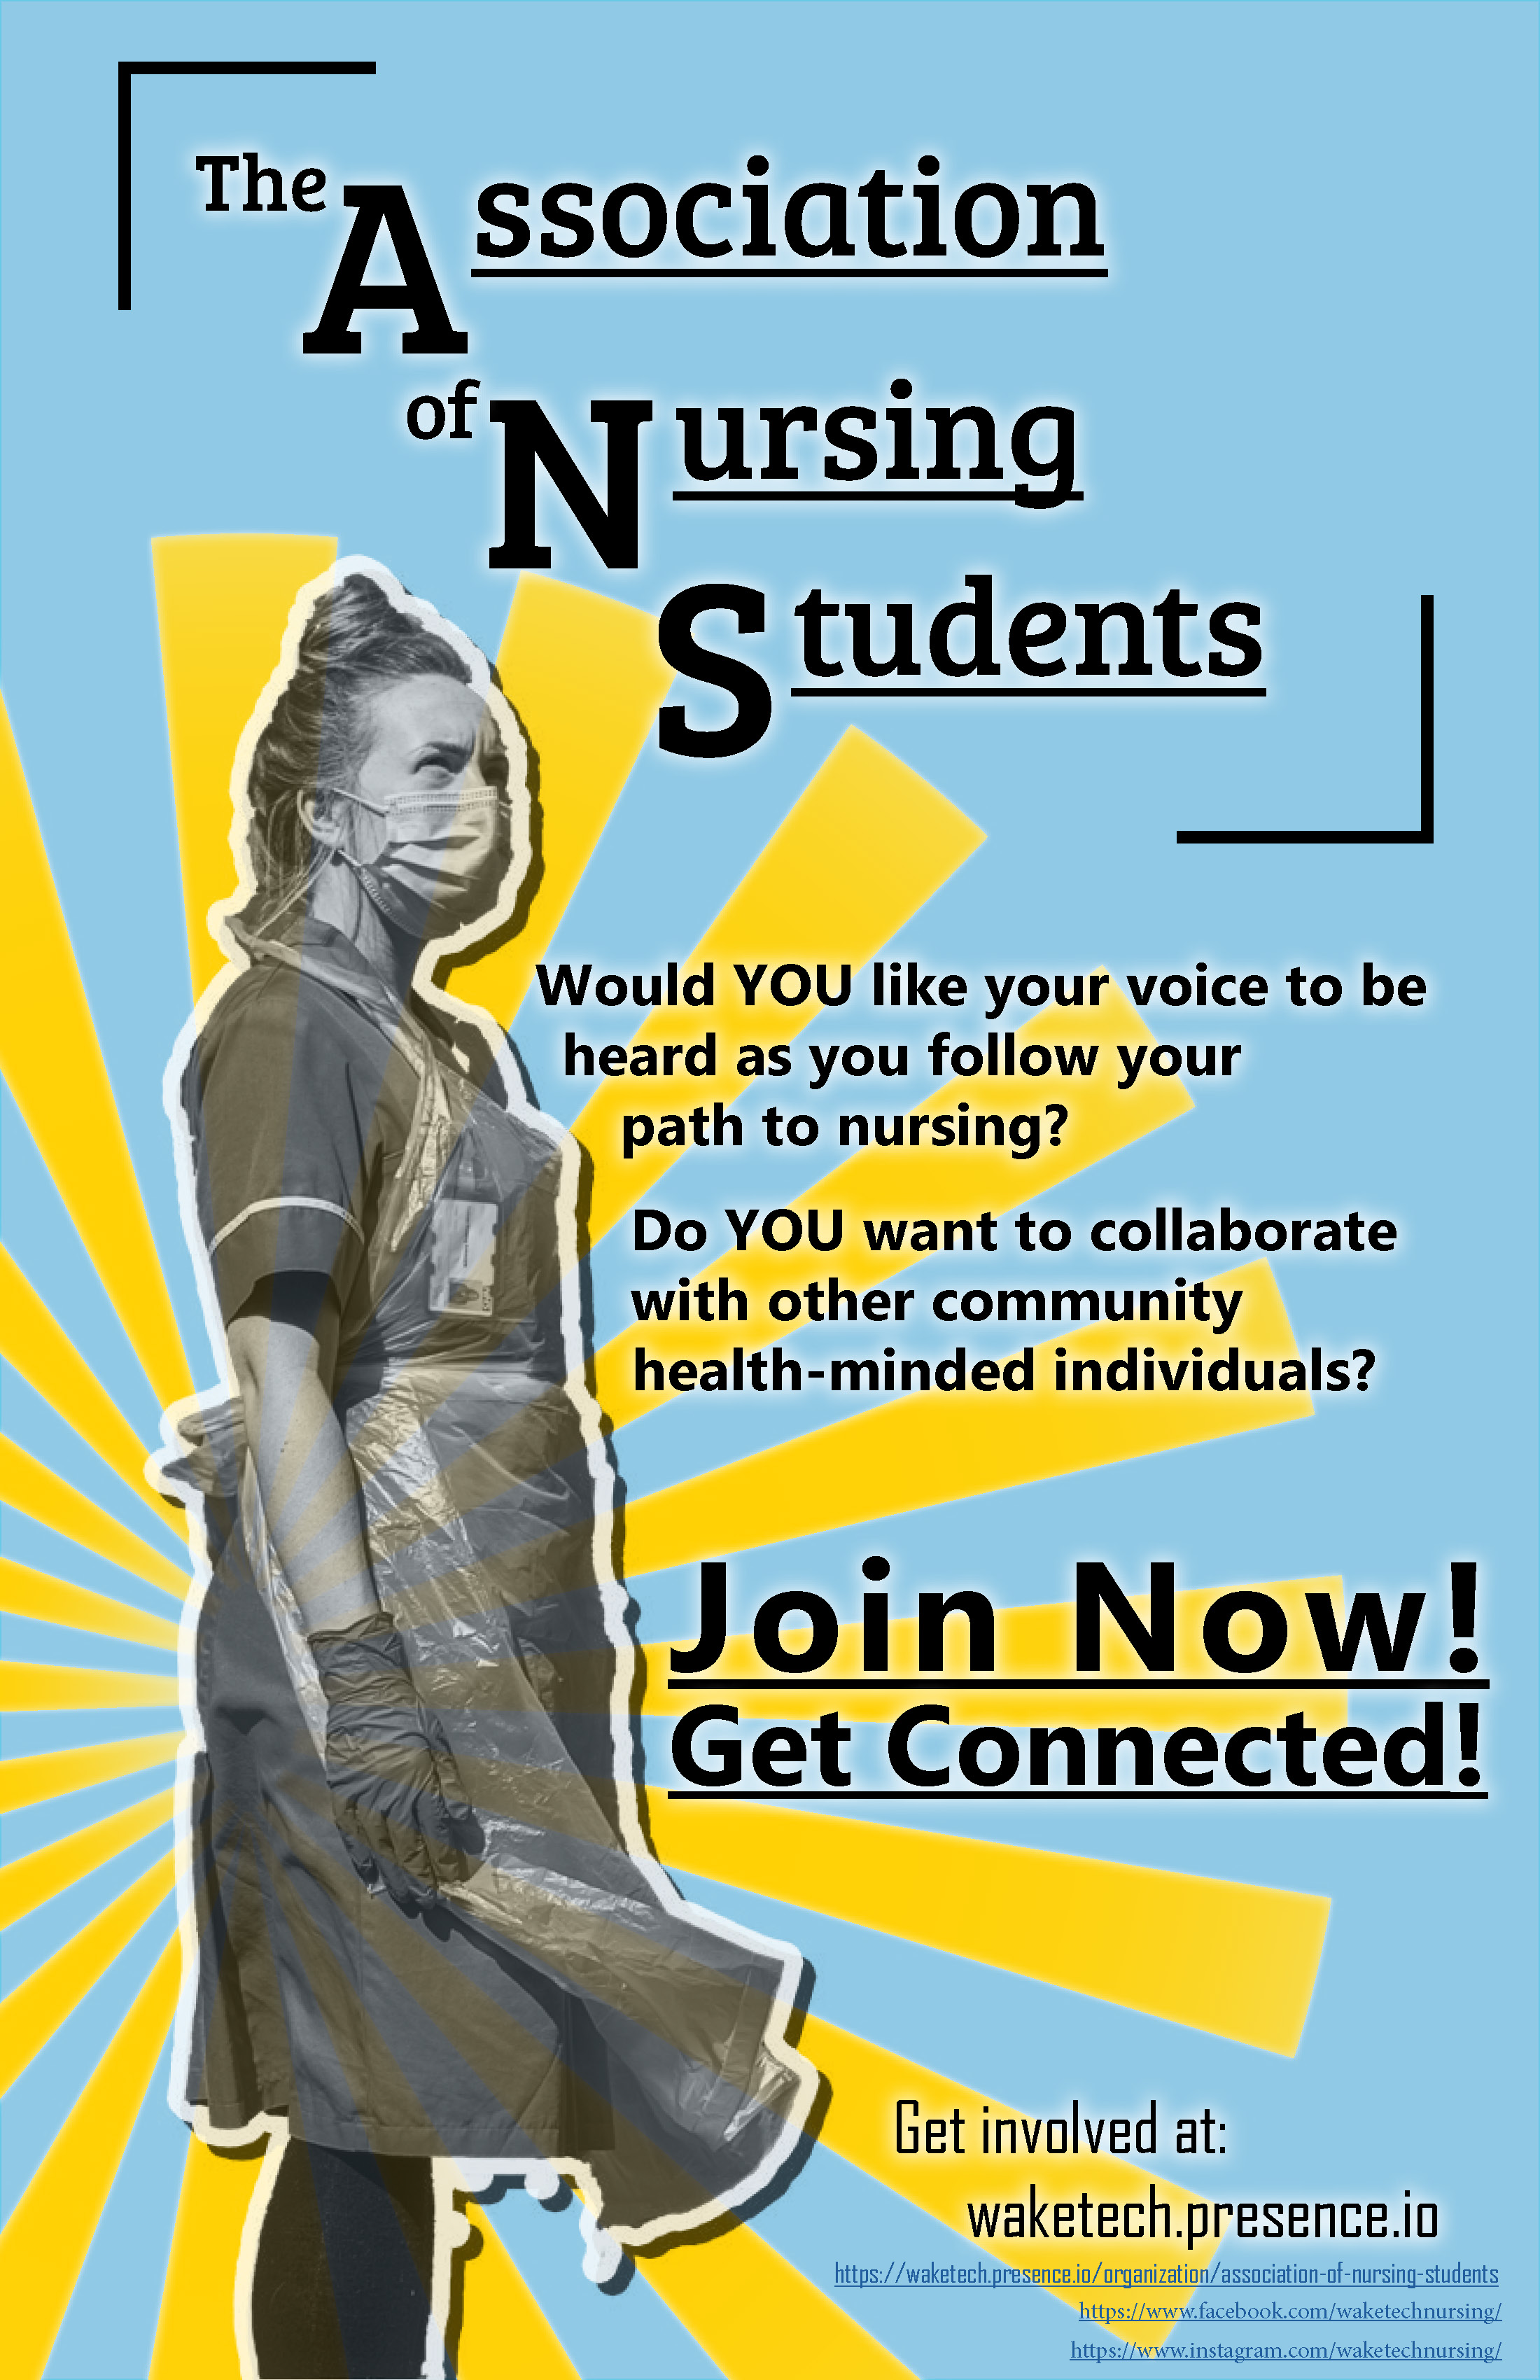 The Association
of Nursing
Students
Would YOU like your voice to be
heard as you follow your
path to nursing?
Do YOU want to collaborate
with other community
health-minded individuals?
Join Now!
Get Connected!
Get involved at:
waketech.presence.io
https://waketech.presence.io/organization/association-of-nursing-students
https://www.facebook.com/waketechnursing/
https://www.instagram.com/waketechnursing/